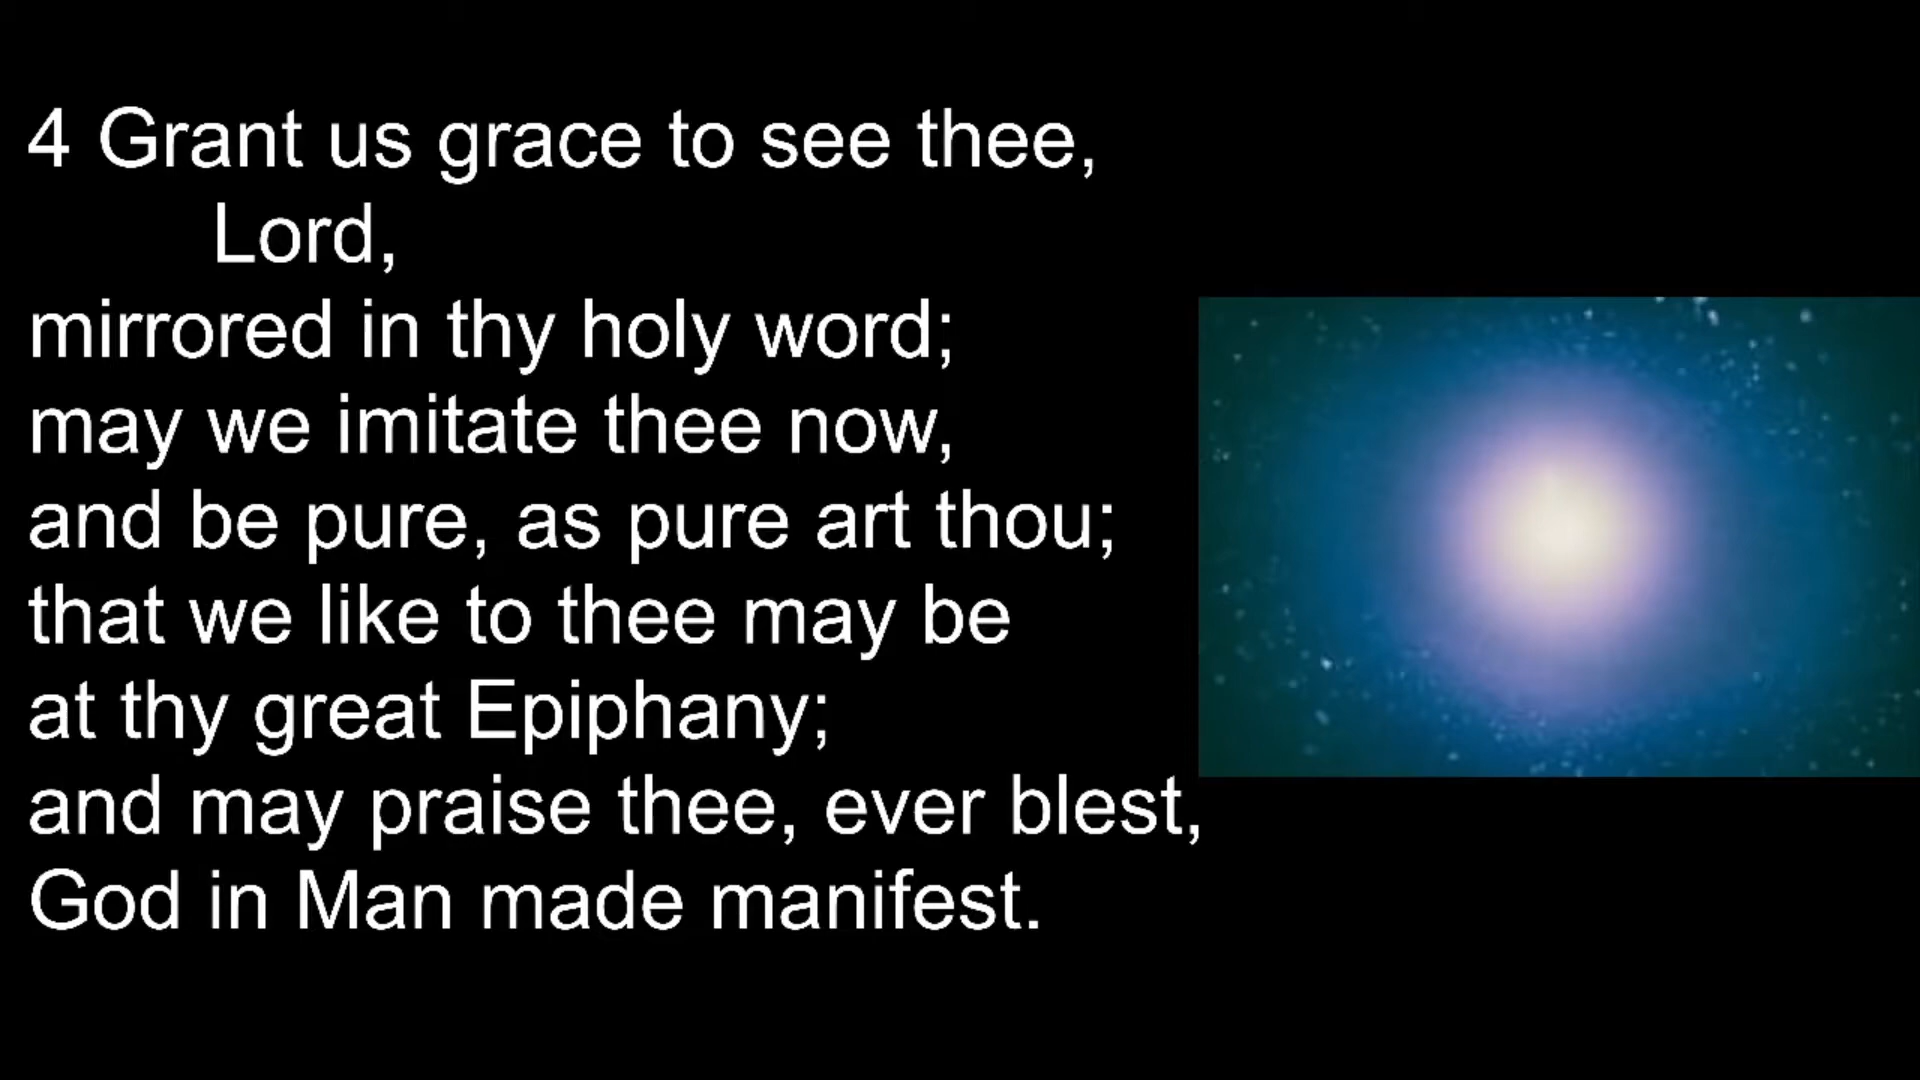 4 Grant us grace to see thee,
Lord,
mirrored in thy holy word;
may we imitate thee now,
and be pure, as pure art thou;
that we like to thee may be
at thy great Epiphany;
and may praise thee, ever blest,
God in Man made manifest.